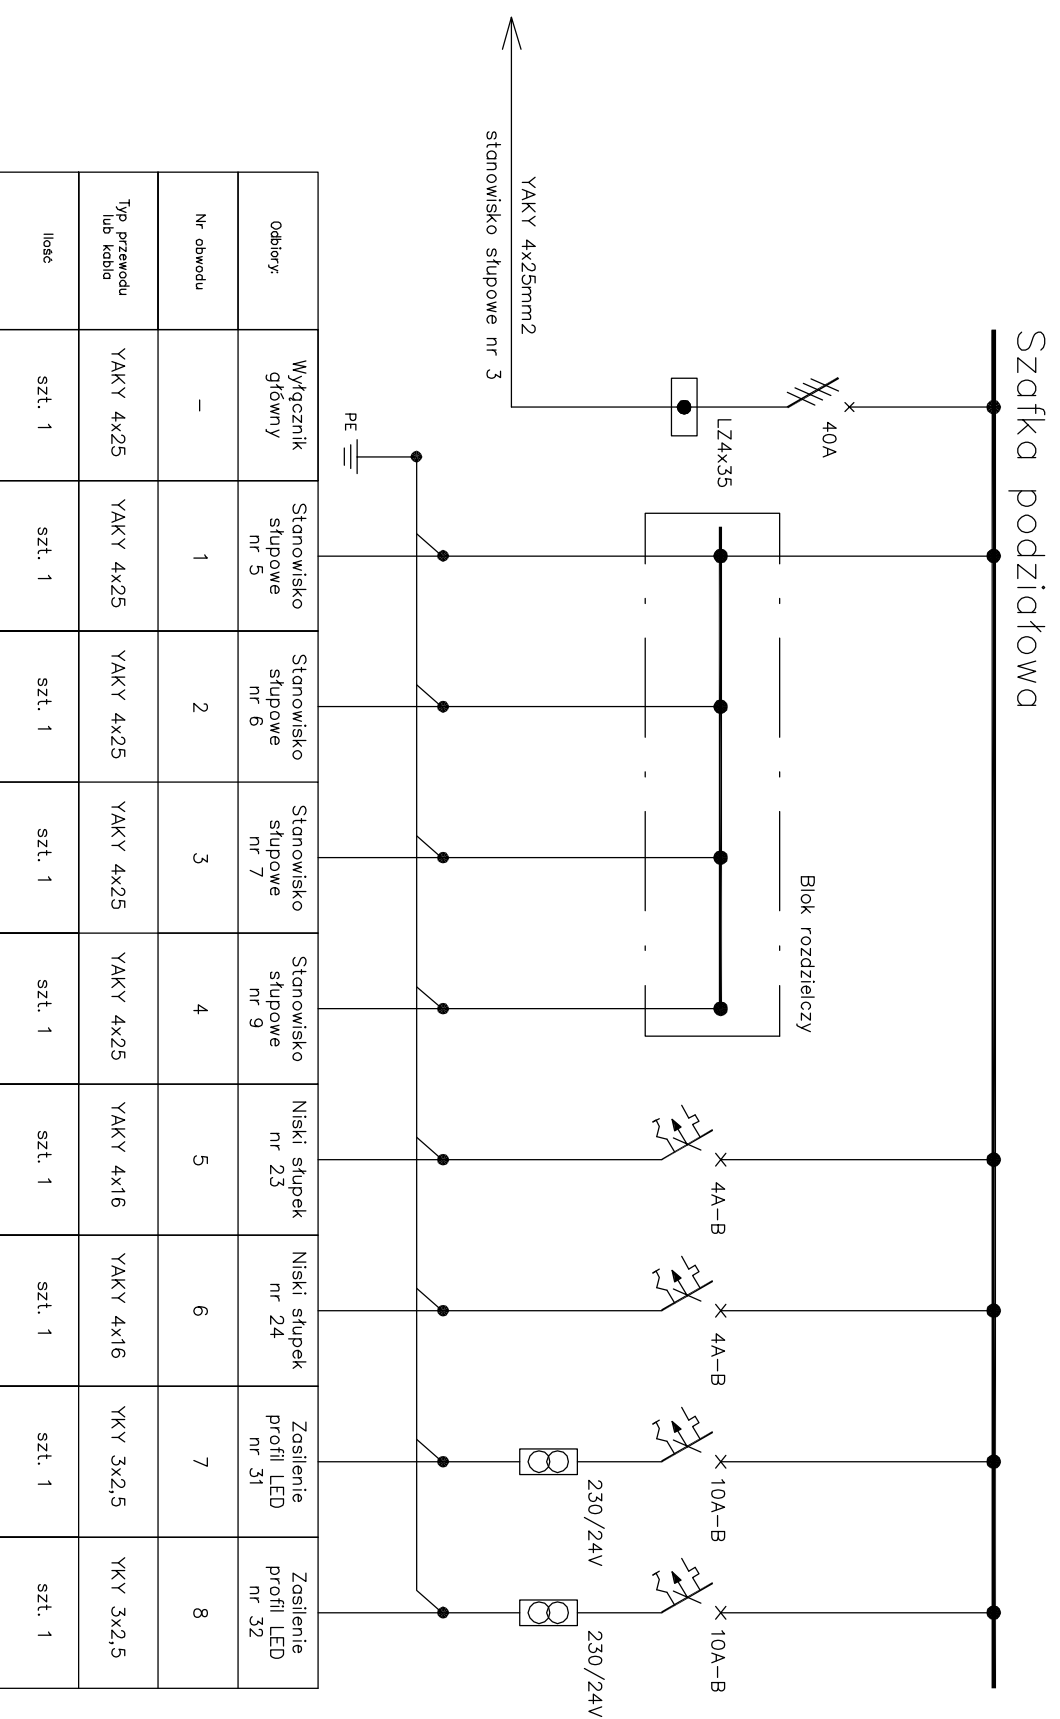 Szafka podziałowa
40A
LZ4x35
YAKY 4x25mm2
stanowisko słupowe nr 3
Blok rozdzielczy
4A-B
4A-B
10A-B
10A-B
230/24V
230/24V
PE
Odbiory:
Wyłącznik
główny
Stanowisko
słupowe
nr 5
Stanowisko
słupowe
nr 6
Stanowisko
słupowe
nr 7
Stanowisko
słupowe
nr 9
Niski słupek
nr 23
Niski słupek
nr 24
Zasilenie
profil LED
nr 31
Zasilenie
profil LED
nr 32
Nr obwodu
–
1
2
3
4
5
6
7
8
Typ przewodu
lub kabla
YAKY 4x25
YAKY 4x25
YAKY 4x25
YAKY 4x25
YAKY 4x25
YAKY 4x16
YAKY 4x16
YKY 3x2,5
YKY 3x2,5
Ilość
szt. 1
szt. 1
szt. 1
szt. 1
szt. 1
szt. 1
szt. 1
szt. 1
szt. 1